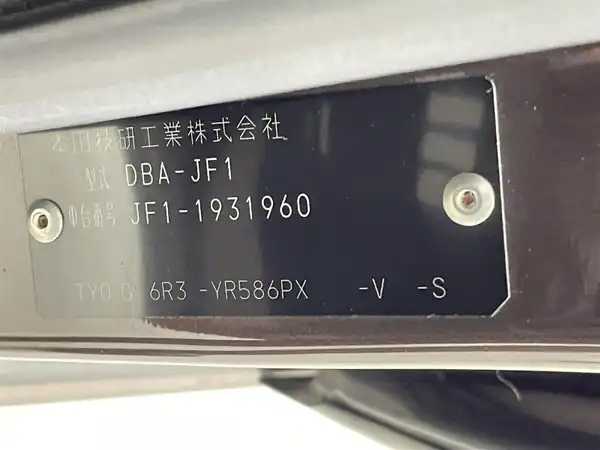 本田技研工業株式会社
型式 DBA-JF1
車台番号 JF1-1931960
TY0 G 6R3 -YR586PX -V -S